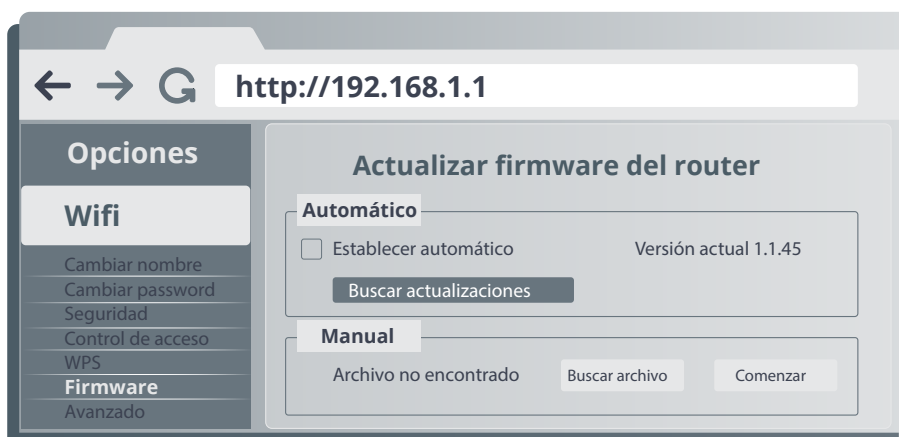 http://192.168.1.1
Opciones
Wifi
Cambiar nombre
Cambiar password
Seguridad
Control de acceso
WPS
Firmware
Avanzado
Actualizar firmware del router
Automático
Establecer automático Versión actual 1.1.45
Buscar actualizaciones
Manual
Archivo no encontrado Buscar archivo Comenzar